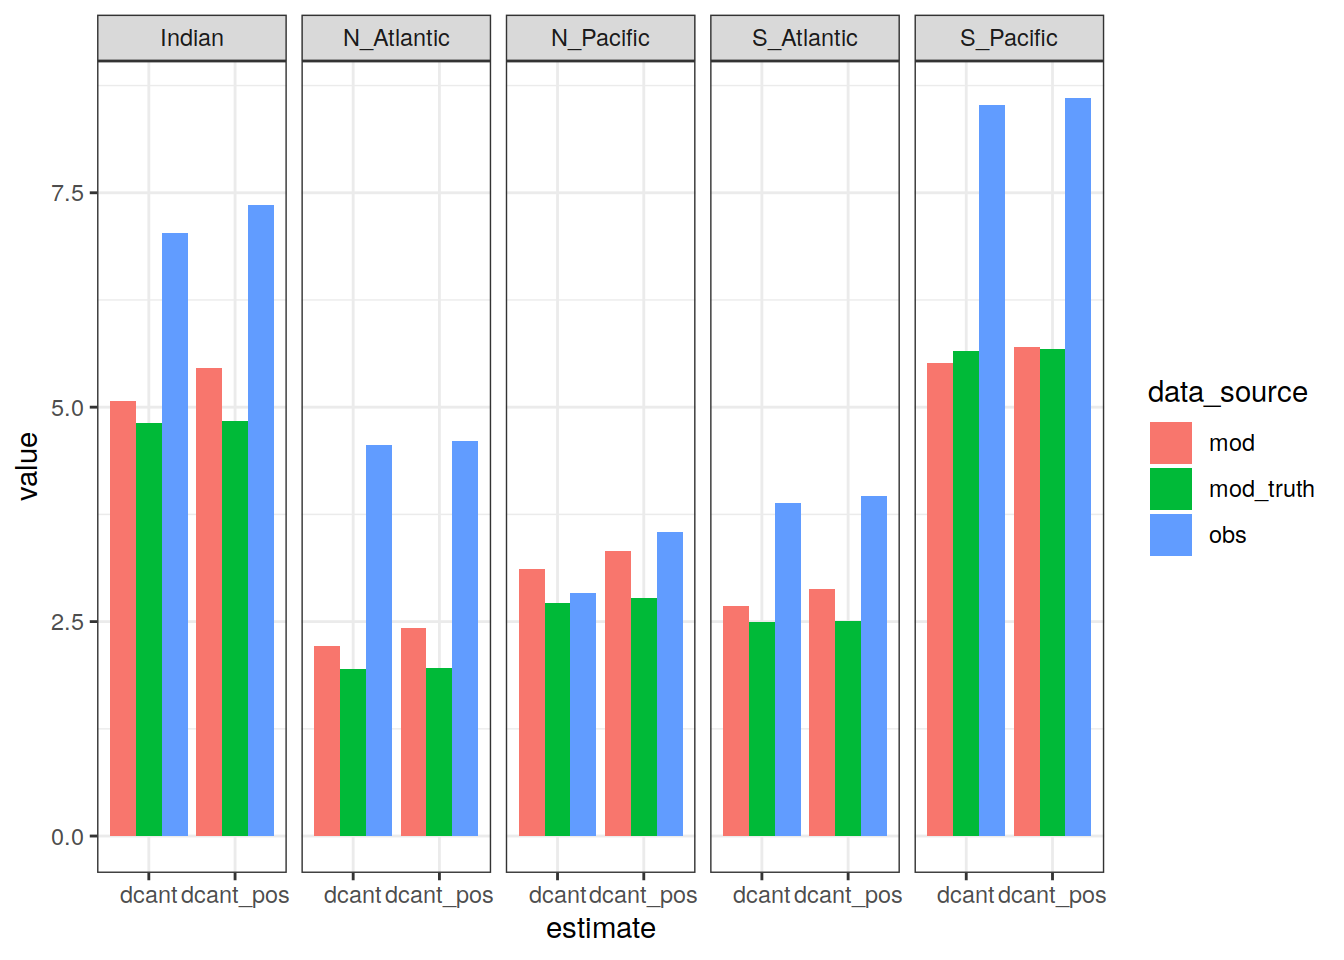 Indian N_Atlantic N_Pacific S_Atlantic S_Pacific
7.5
5.0
2.5
0.0
value
dcant dcant_pos dcant dcant_pos dcant dcant_pos dcant dcant_pos dcant dcant_pos
estimate
data_source
mod
mod_truth
obs